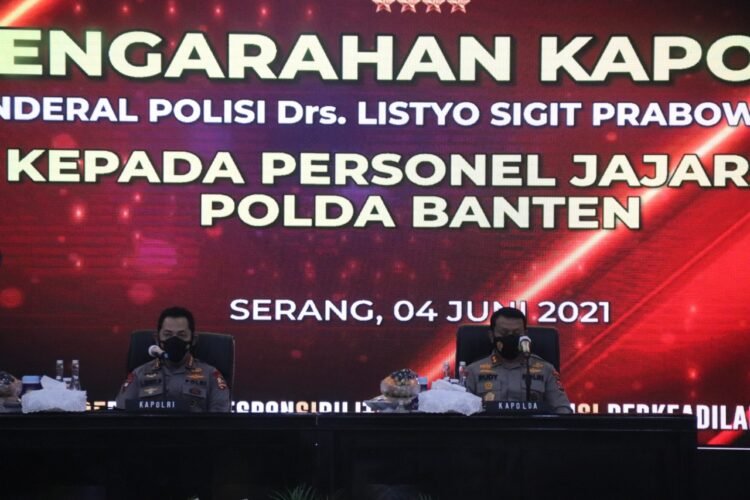 ENGARAHAN KAPO
NDERAL POLISI Drs. LISTYO SIGIT PRABOW
KEPADA PERSONEL JAJAR
POLDA BANTEN
SERANG, 04 JUNI 2021
BERKEADILA
KAPOLRI
KAPOLDA